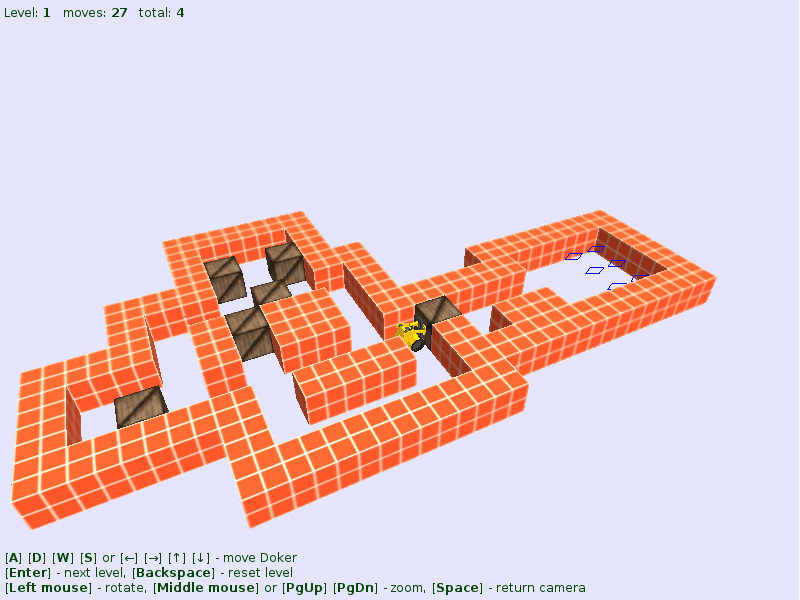 Level: 1 moves: 27 total: 4
[A] [D] [W] [S] or [←] [→] [↑] [↓] - move Doker
[Enter] - next level, [Backspace] - reset level
[Left mouse] - rotate, [Middle mouse] or [PgUp] [PgDn] - zoom, [Space] - return camera